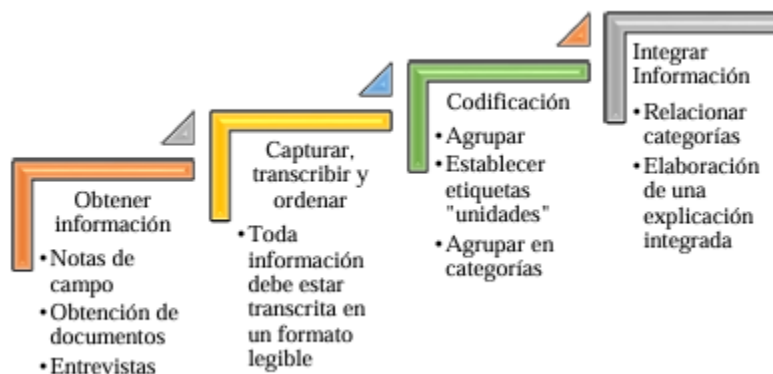 Obtener
información
• Notas de
campo
• Obtención de
documentos
• Entrevistas
Capturar,
transcribir y
ordenar
• Toda
información
debe estar
transcrita en
un formato
legible
Codificación
• Agrupar
• Establecer
etiquetas
"unidades"
• Agrupar en
categorías
Integrar
Información
• Relacionar
categorías
• Elaboración
de una
explicación
integrada